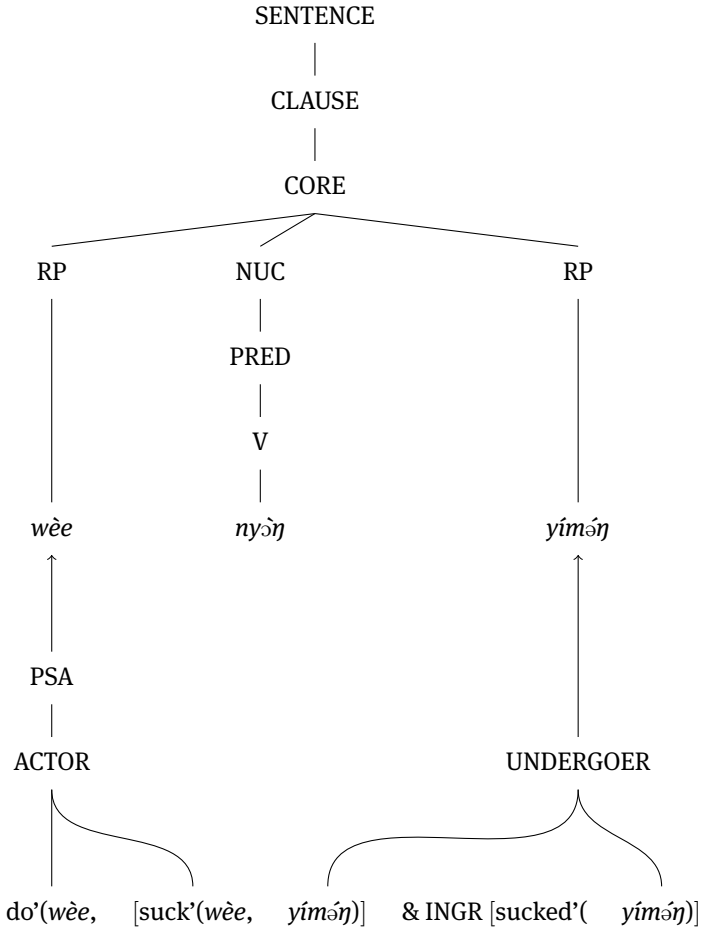 SENTENCE
CLAUSE
CORE
RP NUC RP
PRED
V
wèe nyɔ̀ŋ yímə́ŋ
PSA
ACTOR UNDERGOER
do’(wèe, [suck’(wèe, yímə́ŋ)] & INGR [sucked’( yímə́ŋ)]